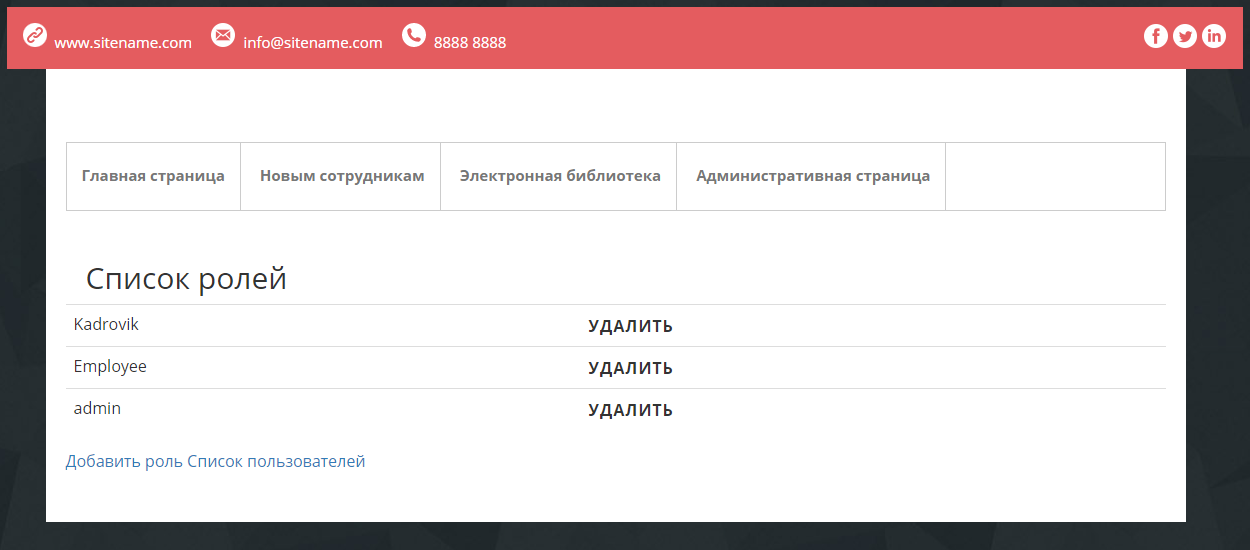 www.sitename.com info@sitename.com 8888 8888
Главная страница Новым сотрудникам Электронная библиотека Административная страница
Список ролей
Kadrovik УДАЛИТЬ
Employee УДАЛИТЬ
admin УДАЛИТЬ
Добавить роль Список пользователей